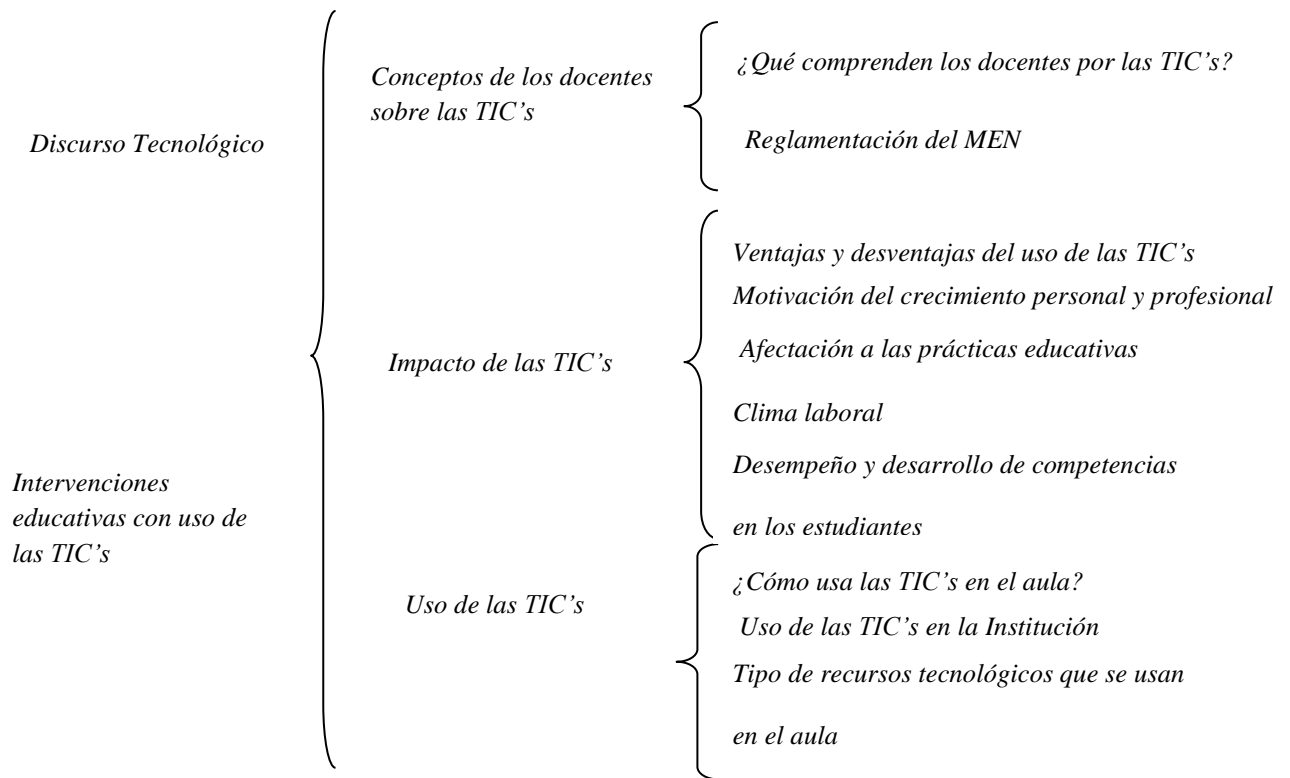 Discurso Tecnológico
Intervenciones
educativas con uso de
las TIC’s
Conceptos de los docentes
sobre las TIC’s
¿Qué comprenden los docentes por las TIC’s?
Reglamentación del MEN
Impacto de las TIC’s
Ventajas y desventajas del uso de las TIC’s
Motivación del crecimiento personal y profesional
Afectación a las prácticas educativas
Clima laboral
Desempeño y desarrollo de competencias
en los estudiantes
Uso de las TIC’s
¿Cómo usa las TIC’s en el aula?
Uso de las TIC’s en la Institución
Tipo de recursos tecnológicos que se usan
en el aula